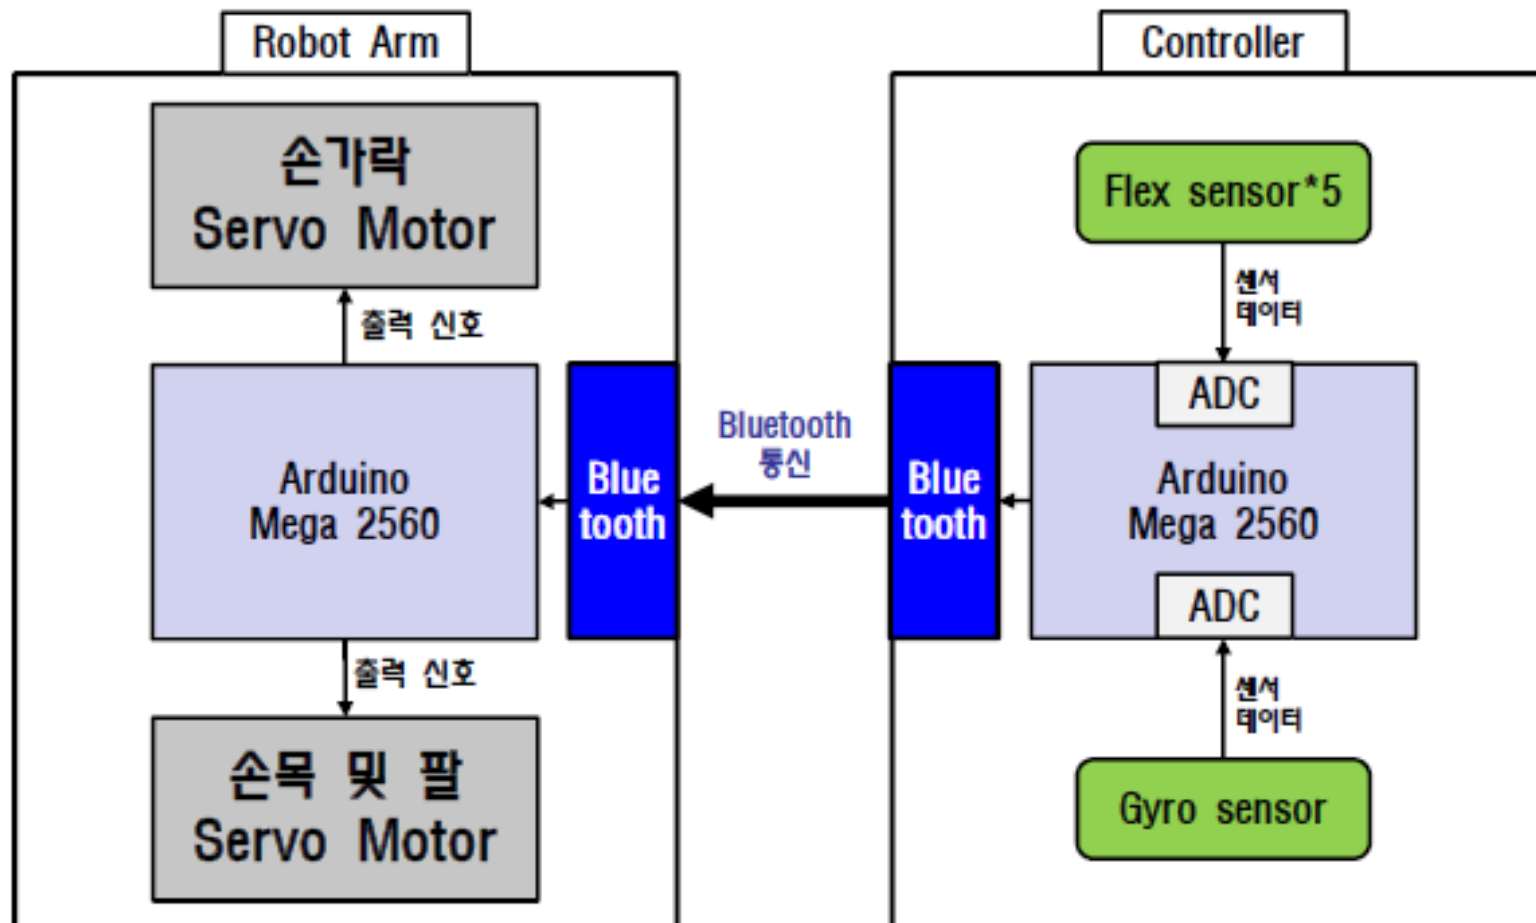 Robot Arm
손가락
Servo Motor
출력 신호
Arduino
Mega 2560
Blue
tooth
출력 신호
손목 및 팔
Servo Motor
Bluetooth
통신
Controller
Flex sensor*5
센서
데이터
ADC
Blue
tooth
Arduino
Mega 2560
ADC
센서
데이터
Gyro sensor